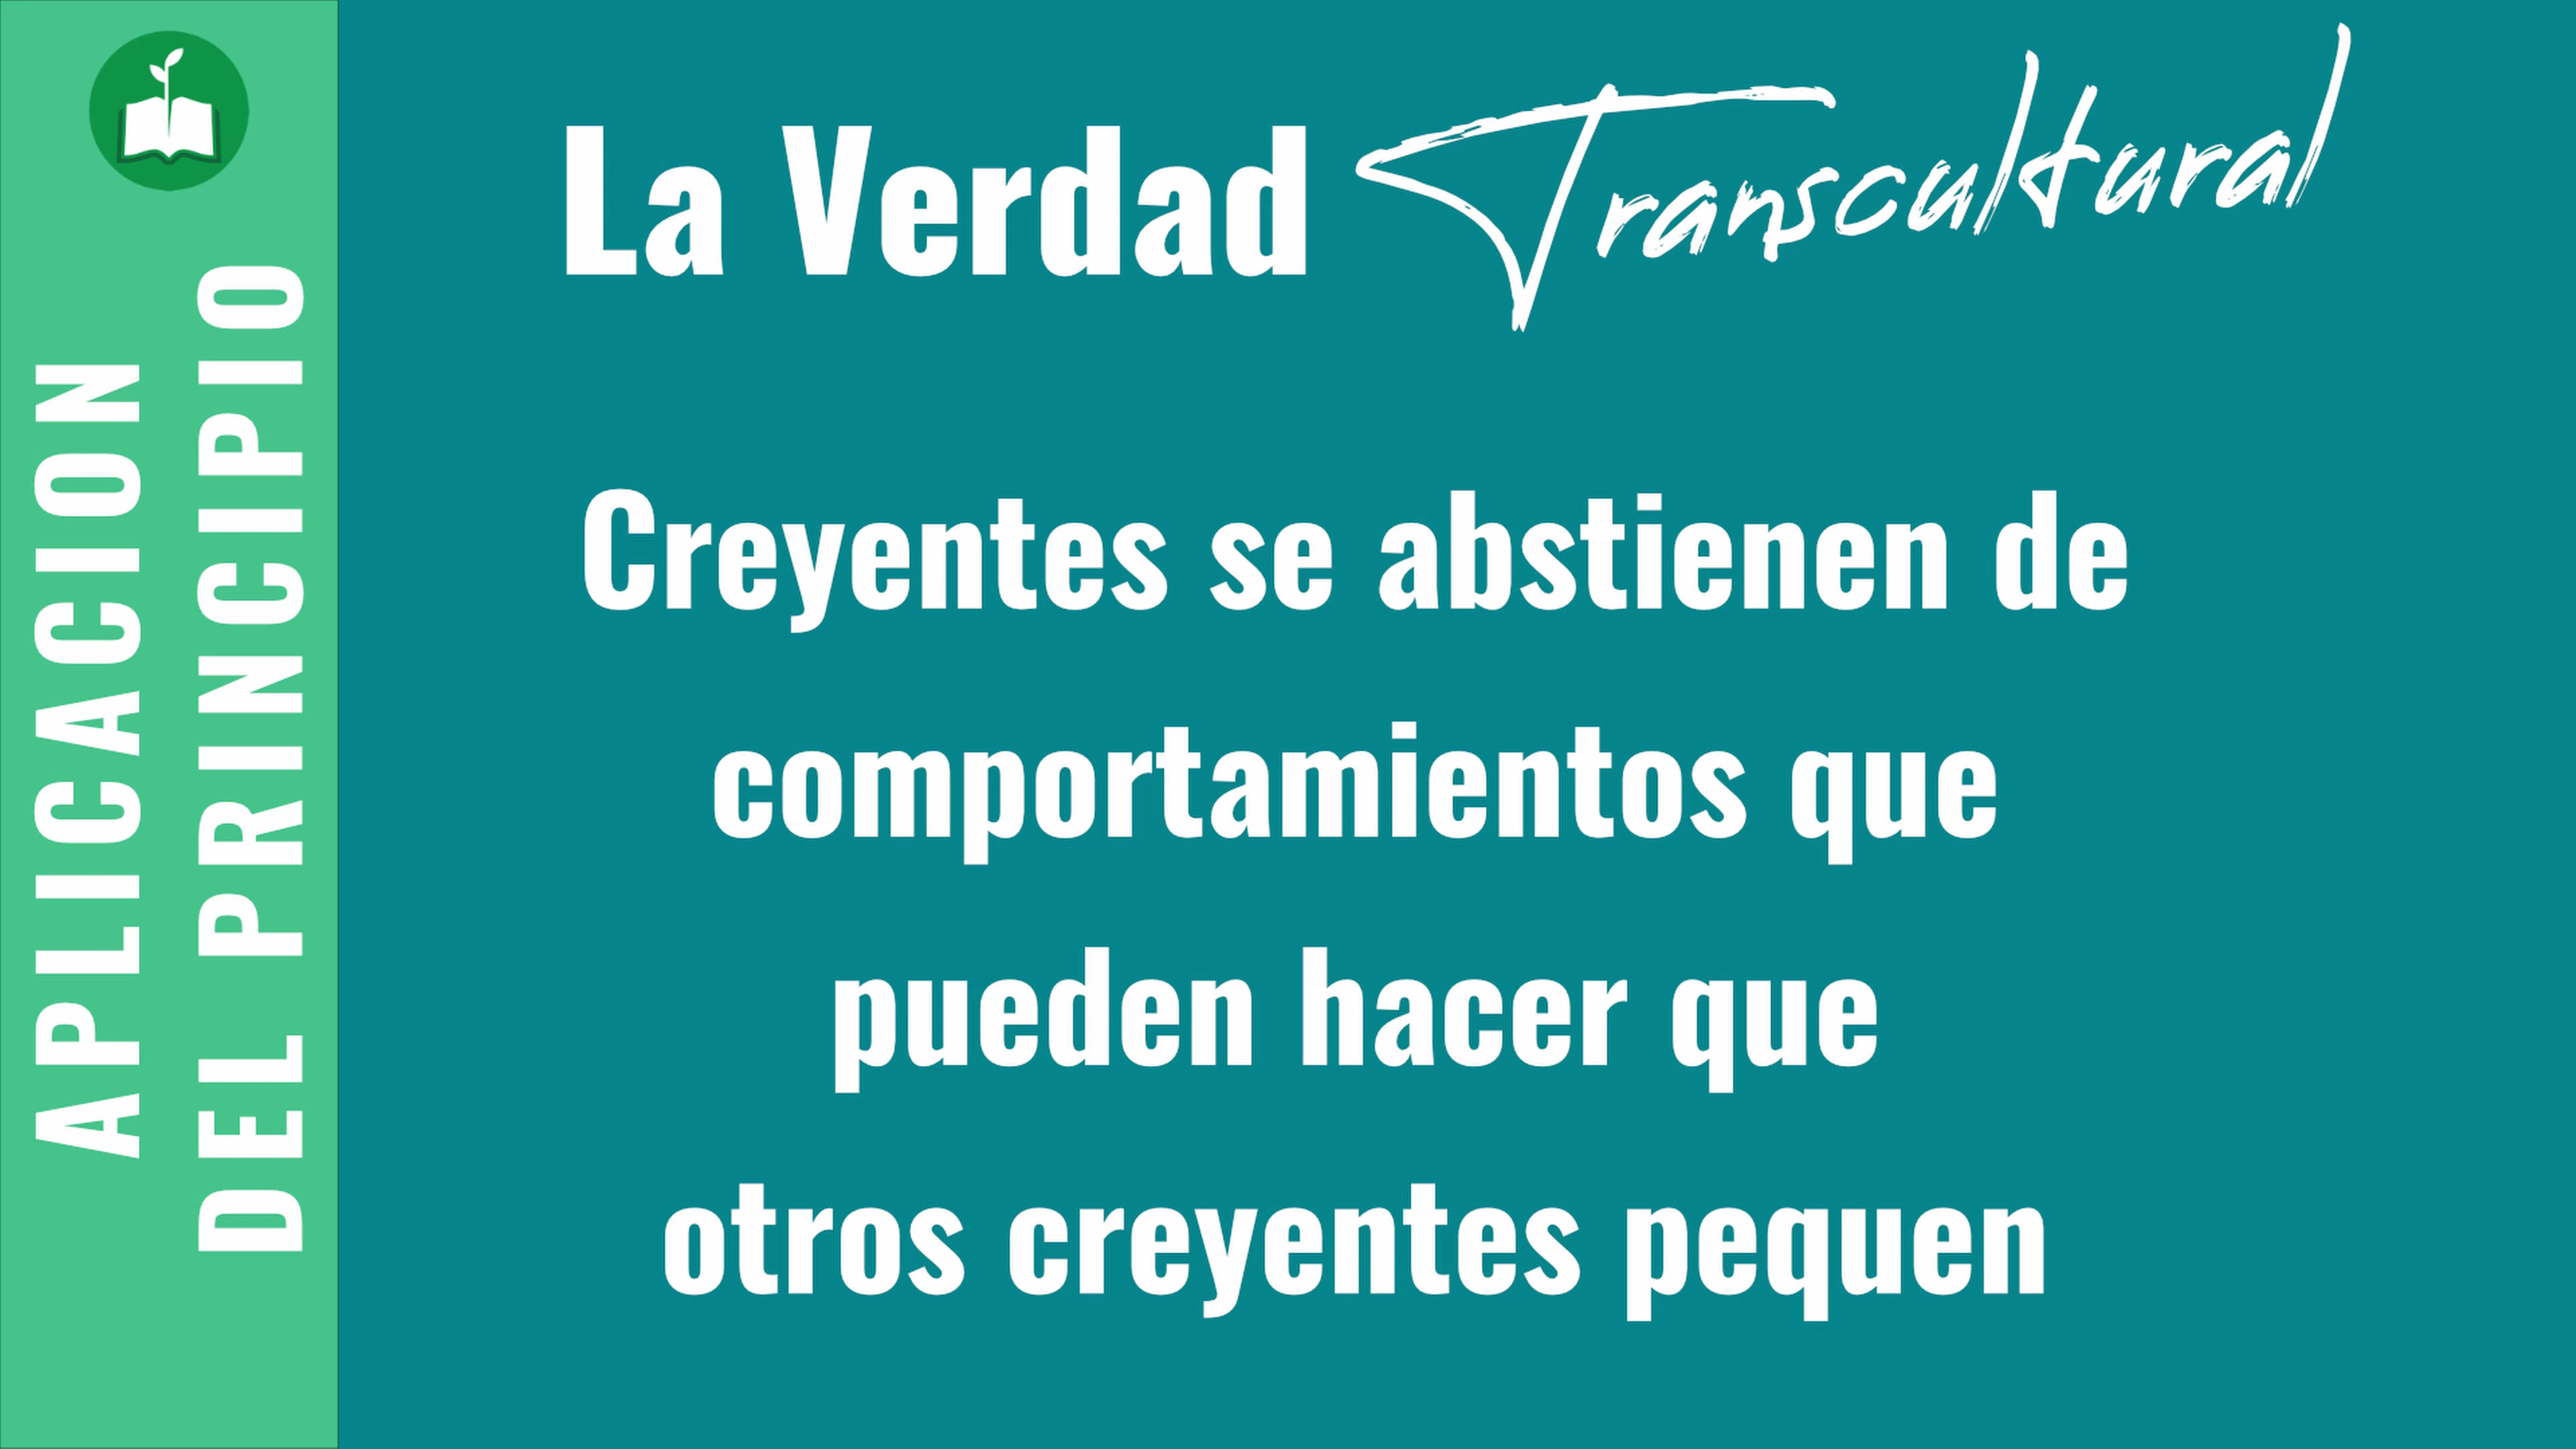 APLICACION
DEL PRINCIPIO
La Verdad Transcultural
Creyentes se abstienen de
comportamientos que
pueden hacer que
otros creyentes pequen